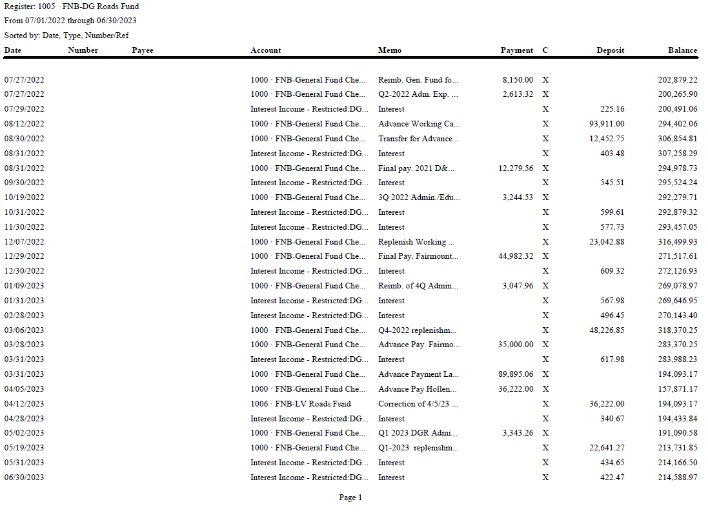 Register: 1005 · FNB-DG Roads Fund
From 07/01/2022 through 06/30/2023
Sorted by: Date, Type, Number/Ref
Date Number Payee Account Memo Payment C Deposit Balance
07/27/2022 1000 · FNB-General Fund Che... Reimb. Gen. Fund fo... 8,150.00 X 202,879.22
07/27/2022 1000 · FNB-General Fund Che... Q2-2022 Adm. Exp. ... 2,613.32 X 200,265.90
07/29/2022 Interest Income - Restricted:DG... Interest X 225.16 200,491.06
08/12/2022 1000 · FNB-General Fund Che... Advance Working Ca... X 93,911.00 294,402.06
08/30/2022 1000 · FNB-General Fund Che... Transfer for Advance... X 12,452.75 306,854.81
08/31/2022 Interest Income - Restricted:DG... Interest X 403.48 307,258.29
08/31/2022 1000 · FNB-General Fund Che... Final pay. 2021 D&... 12,279.56 X 294,978.73
09/30/2022 Interest Income - Restricted:DG... Interest X 545.51 295,524.24
10/19/2022 1000 · FNB-General Fund Che... 3Q 2022 Admin./Edu... 3,244.53 X 292,279.71
10/31/2022 Interest Income - Restricted:DG... Interest X 599.61 292,879.32
11/30/2022 Interest Income - Restricted:DG... Interest X 577.73 293,457.05
12/07/2022 1000 · FNB-General Fund Che... Replenish Working ... X 23,042.88 316,499.93
12/29/2022 1000 · FNB-General Fund Che... Final Pay. Fairmount... 44,982.32 X 271,517.61
12/30/2022 Interest Income - Restricted:DG... Interest X 609.32 272,126.93
01/09/2023 1000 · FNB-General Fund Che... Reimb. of 4Q Admin... 3,047.96 X 269,078.97
01/31/2023 Interest Income - Restricted:DG... Interest X 567.98 269,646.95
02/28/2023 Interest Income - Restricted:DG... Interest X 496.45 270,143.40
03/06/2023 1000 · FNB-General Fund Che... Q4-2022 replenishm... X 48,226.85 318,370.25
03/28/2023 1000 · FNB-General Fund Che... Advance Pay. Fairmo... 35,000.00 X 283,370.25
03/31/2023 Interest Income - Restricted:DG... Interest X 617.98 283,988.23
03/31/2023 1000 · FNB-General Fund Che... Advance Payment La... 89,895.06 X 194,093.17
04/05/2023 1000 · FNB-General Fund Che... Advance Pay Hollen... 36,222.00 X 157,871.17
04/12/2023 1006 · FNB-LV Roads Fund Correction of 4/5/23 ... X 36,222.00 194,093.17
04/28/2023 Interest Income - Restricted:DG... Interest X 340.67 194,433.84
05/02/2023 1000 · FNB-General Fund Che... Q1 2023 DGR Admi... 3,343.26 X 191,090.58
05/19/2023 1000 · FNB-General Fund Che... Q1-2023 replenishm... X 22,641.27 213,731.85
05/31/2023 Interest Income - Restricted:DG... Interest X 434.65 214,166.50
06/30/2023 Interest Income - Restricted:DG... Interest X 422.47 214,588.97
Page 1